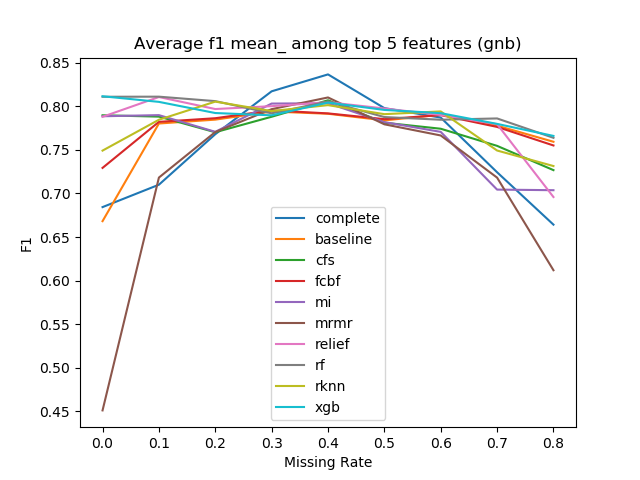 Average f1 mean_ among top 5 features (gnb)
0.85
0.80
0.75
0.70
0.65
0.60
0.55
0.50
0.45
F1
complete
baseline
cfs
fcbf
mi
mrmr
relief
rf
rknn
xgb
0.0 0.1 0.2 0.3 0.4 0.5 0.6 0.7 0.8
Missing Rate